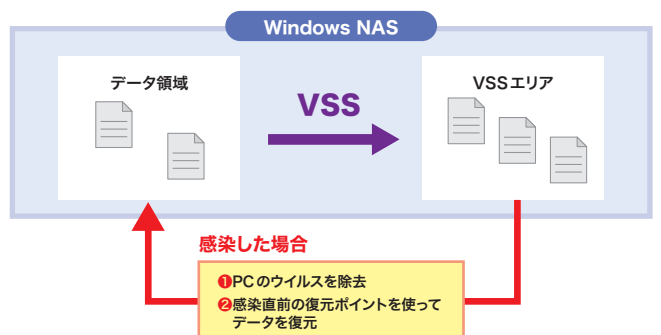 Windows NAS
データ領域
VSS
VSSエリア
感染した場合
❶PCのウイルスを除去
❷感染直前の復元ポイントを使って
データを復元